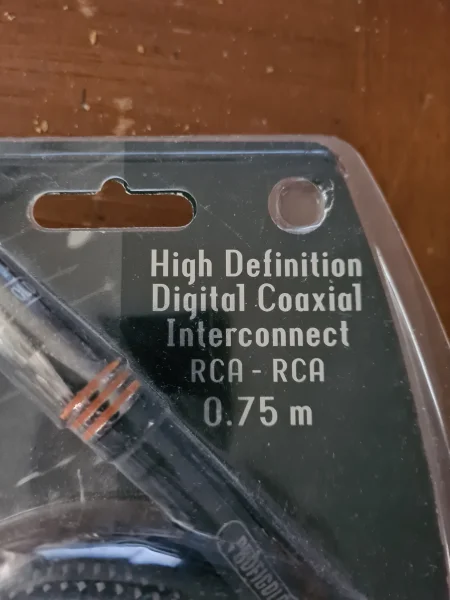 High Definition
Digital Coaxial
Interconnect
RCA - RCA
0.75 m